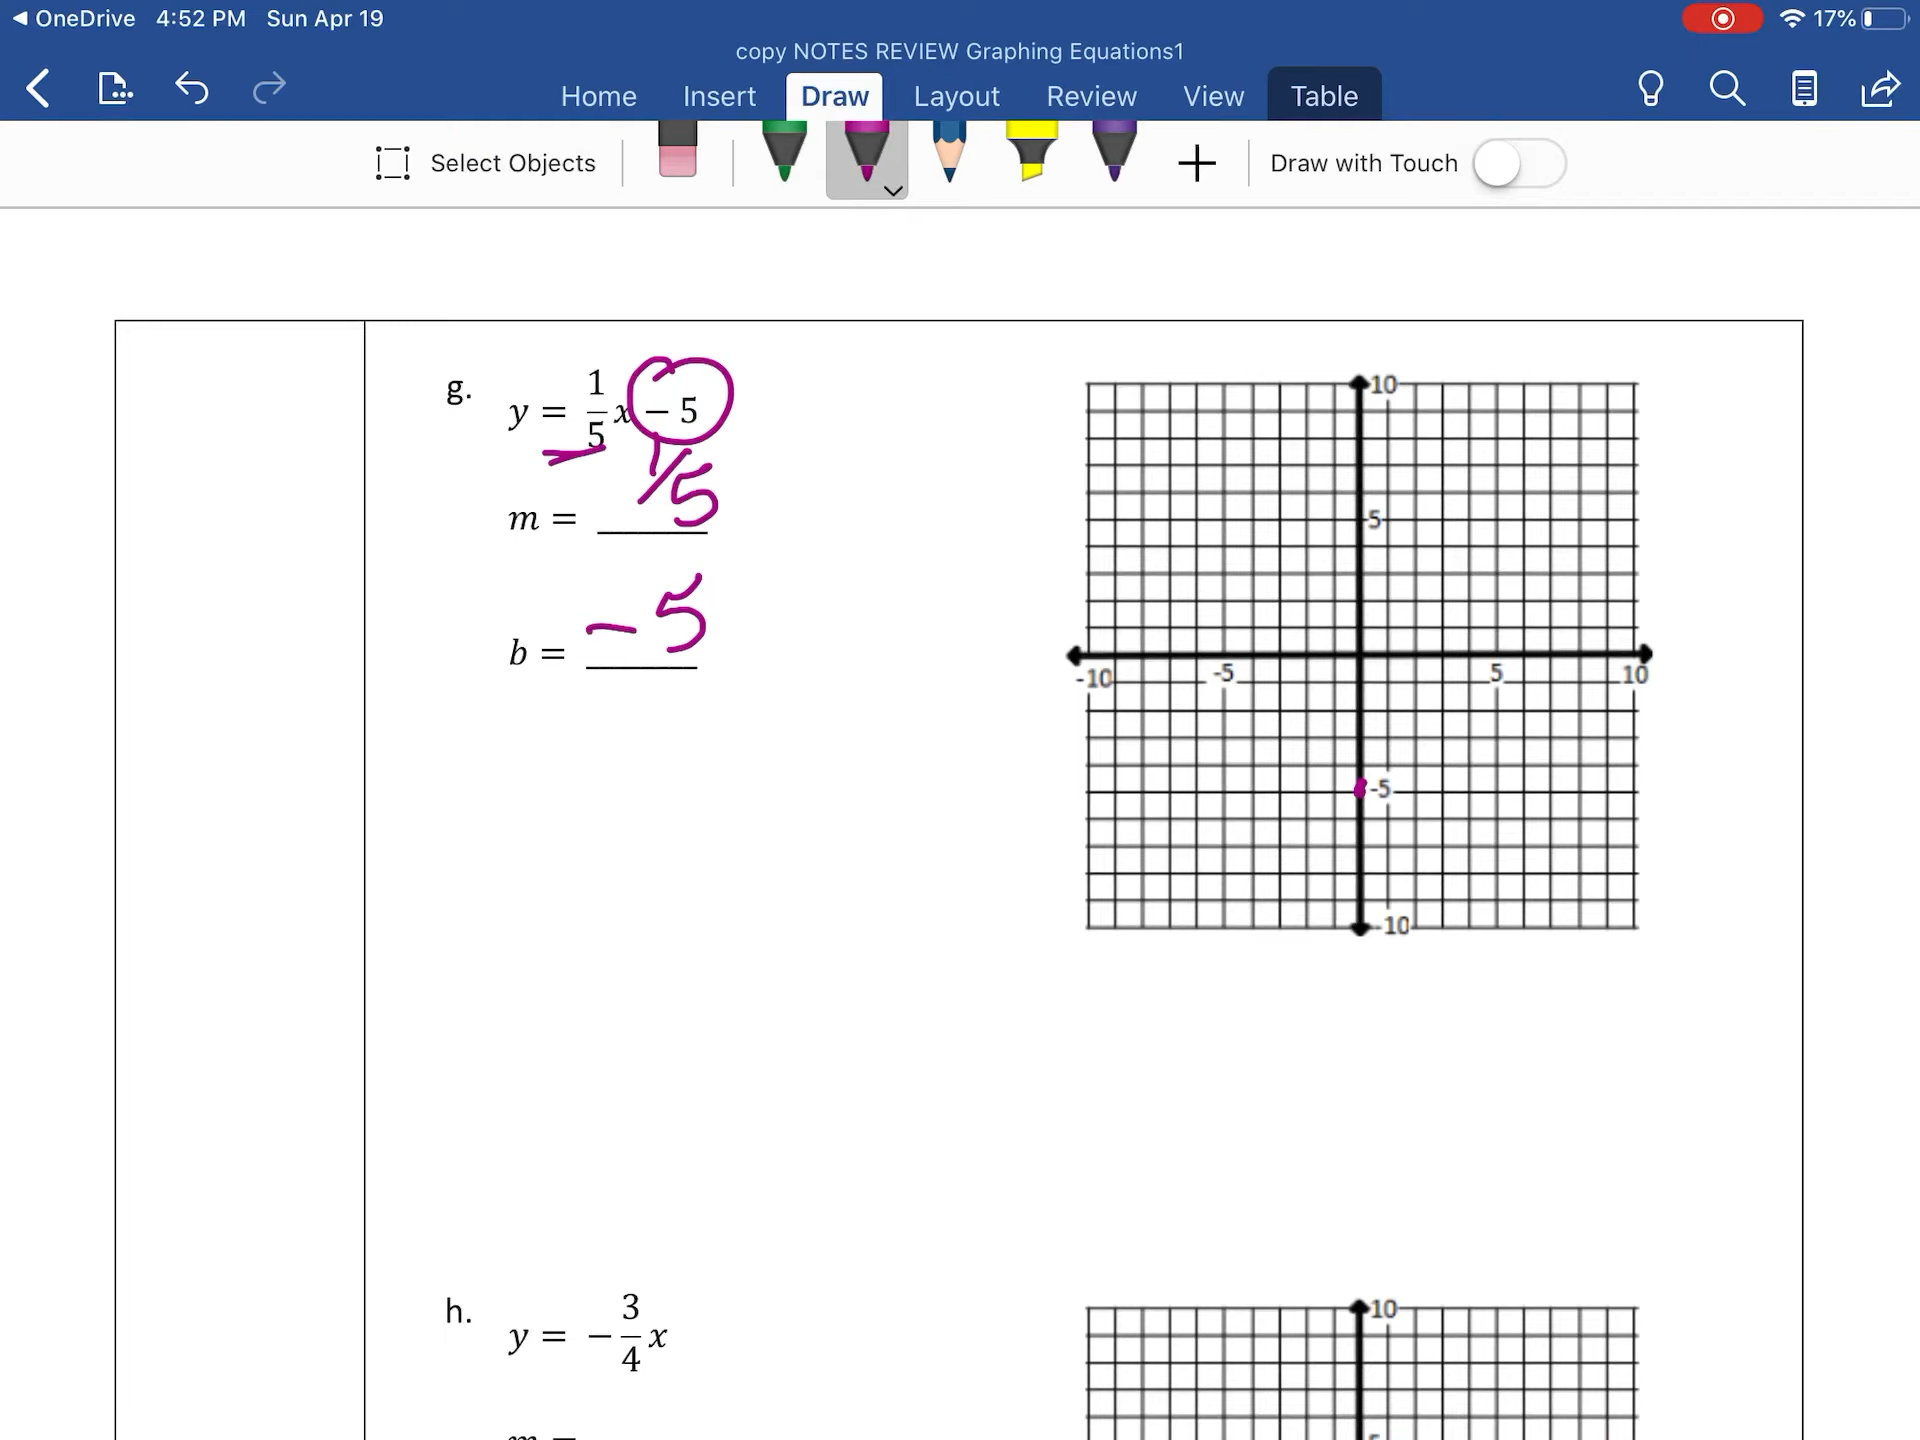 OneDrive 4:52 PM Sun Apr 19 17%
copy NOTES REVIEW Graphing Equations1
Home Insert Draw Layout Review View Table
Select Objects Draw with Touch
g. y = 1/5 x − 5
m = 1/5
b = −5
10
5
-10 -5 5 10
-5
-10
h. y = − 3/4 x
10